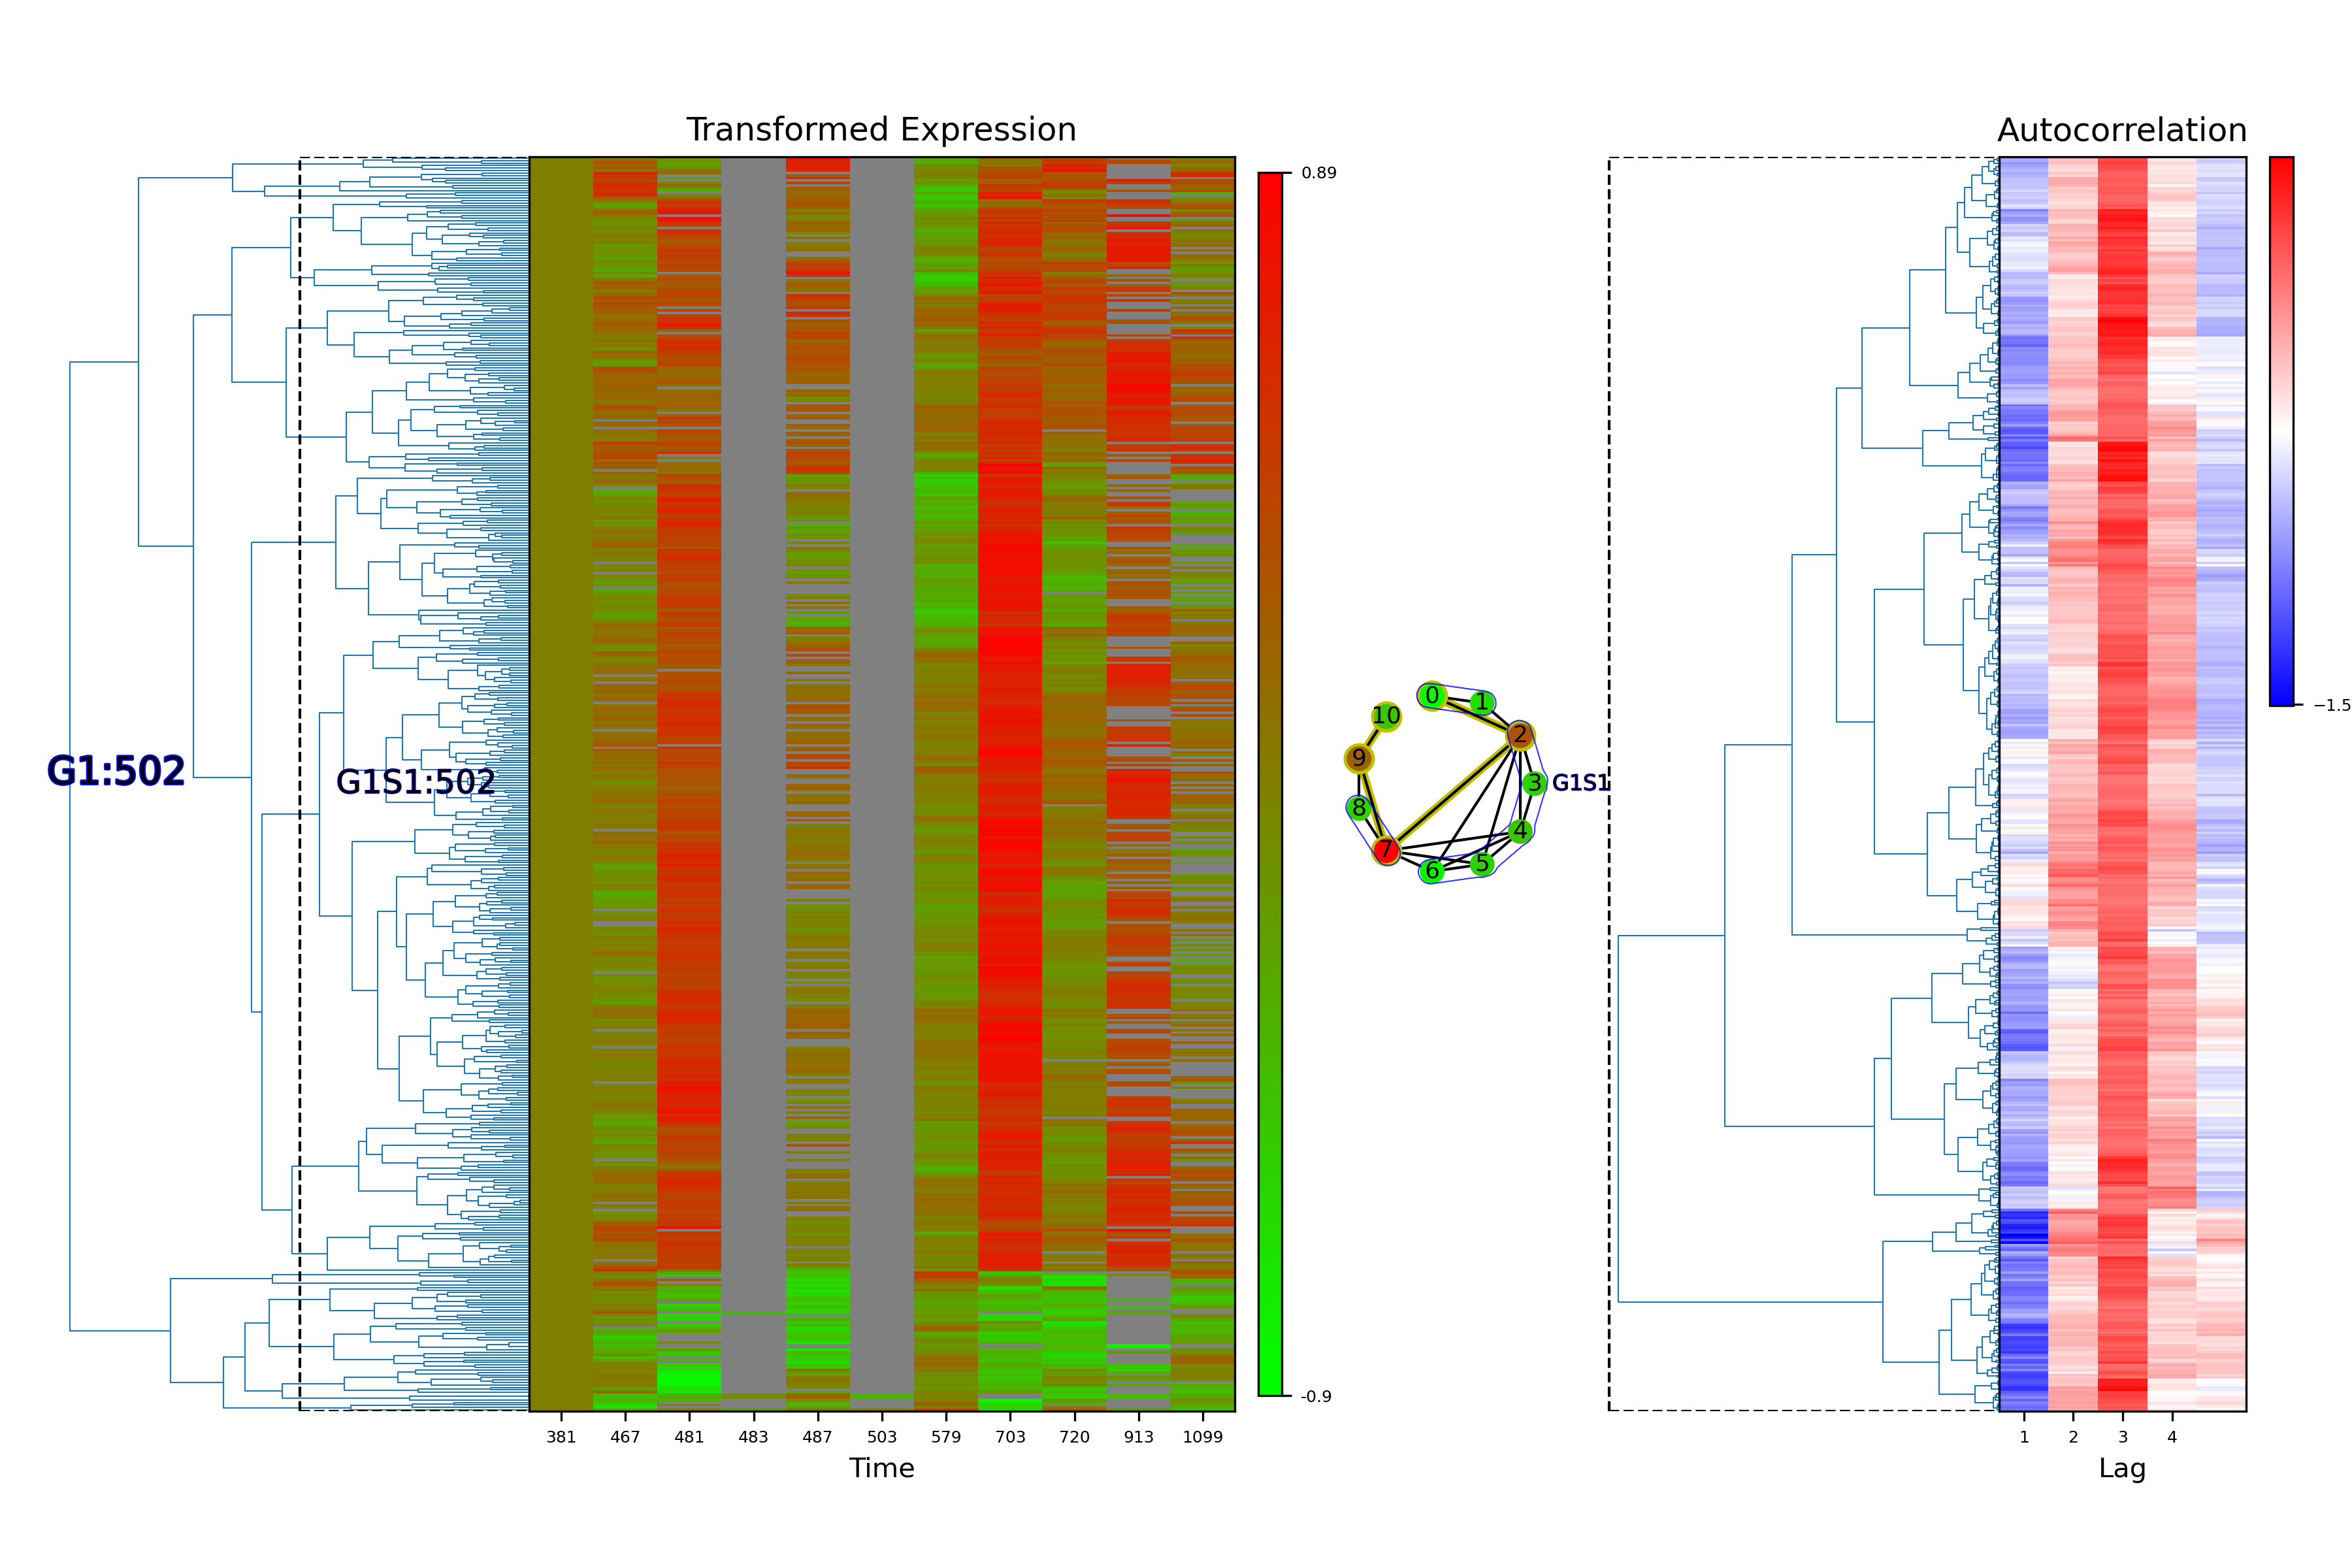 Transformed Expression
Autocorrelation
0.89
-0.9
−1.5
G1:502
G1S1:502
0
1
2
3
4
5
6
7
8
9
10
G1S1
381 467 481 483 487 503 579 703 720 913 1099
Time
1 2 3 4
Lag